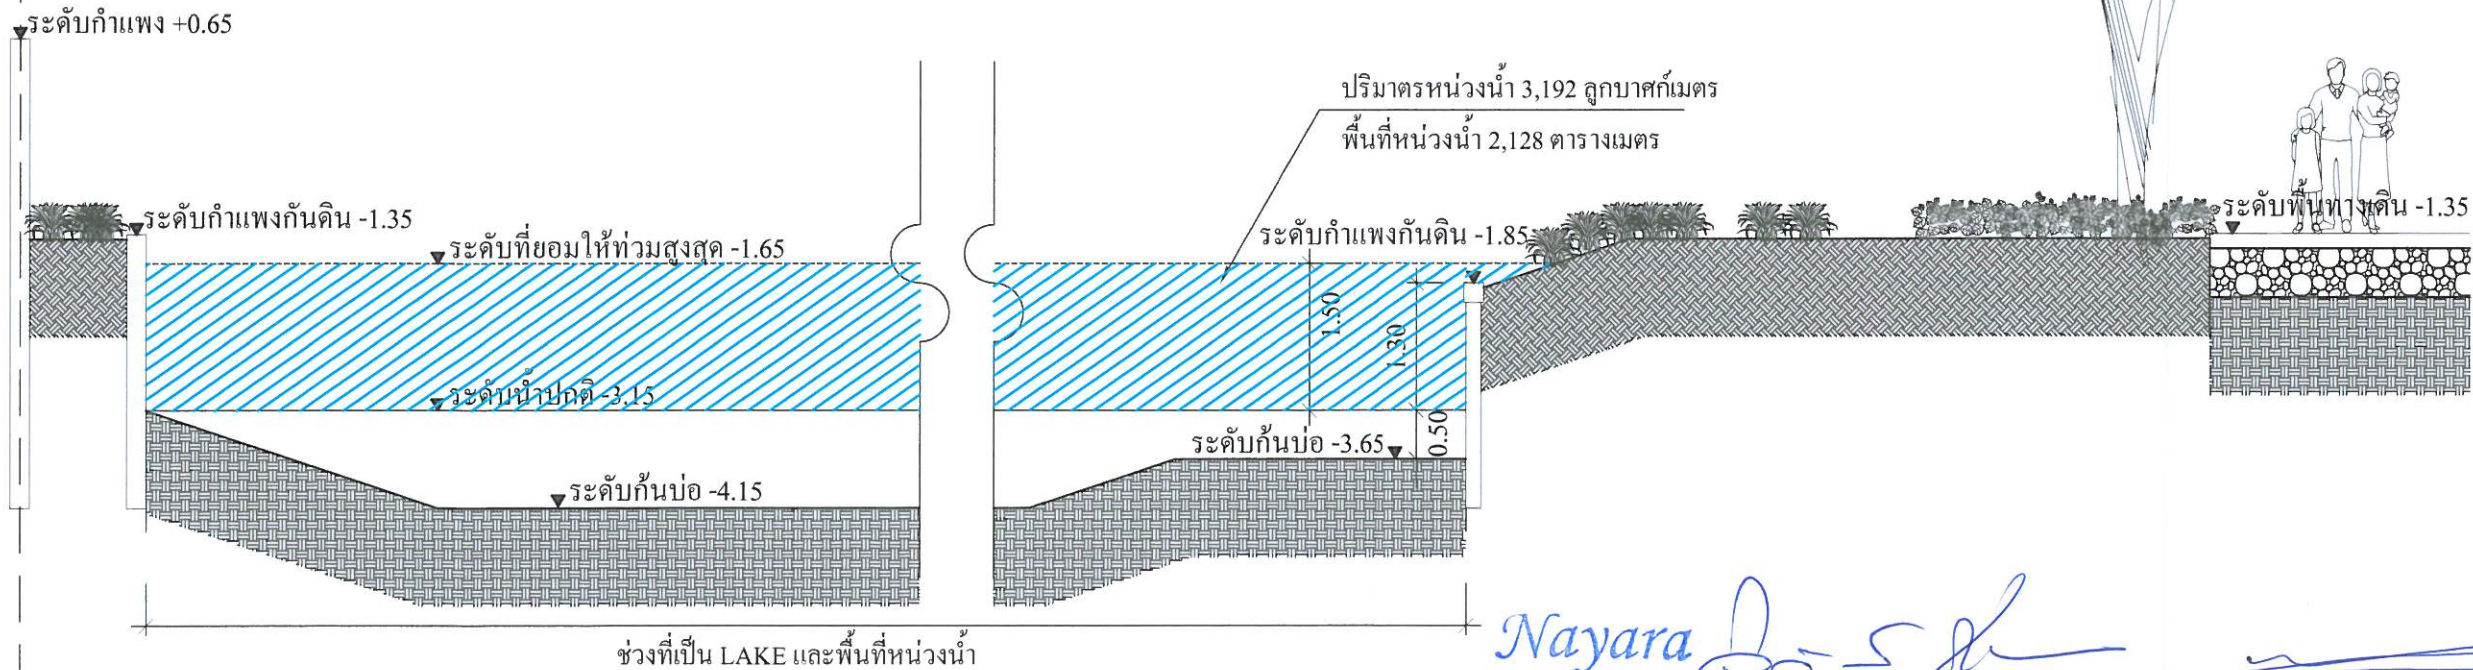 ระดับกำแพง +0.65
ปริมาตรหน่วงน้ำ 3,192 ลูกบาศก์เมตร
พื้นที่หน่วงน้ำ 2,128 ตารางเมตร
ระดับกำแพงกันดิน -1.35
ระดับที่ยอมให้ท่วมสูงสุด -1.65
ระดับกำแพงกันดิน -1.85
ระดับพื้นทางเดิน -1.35
1.50
1.30
ระดับน้ำปกติ -3.15
0.50
ระดับก้นบ่อ -3.65
ระดับก้นบ่อ -4.15
ช่วงที่เป็น LAKE และพื้นที่หน่วงน้ำ
Nayara